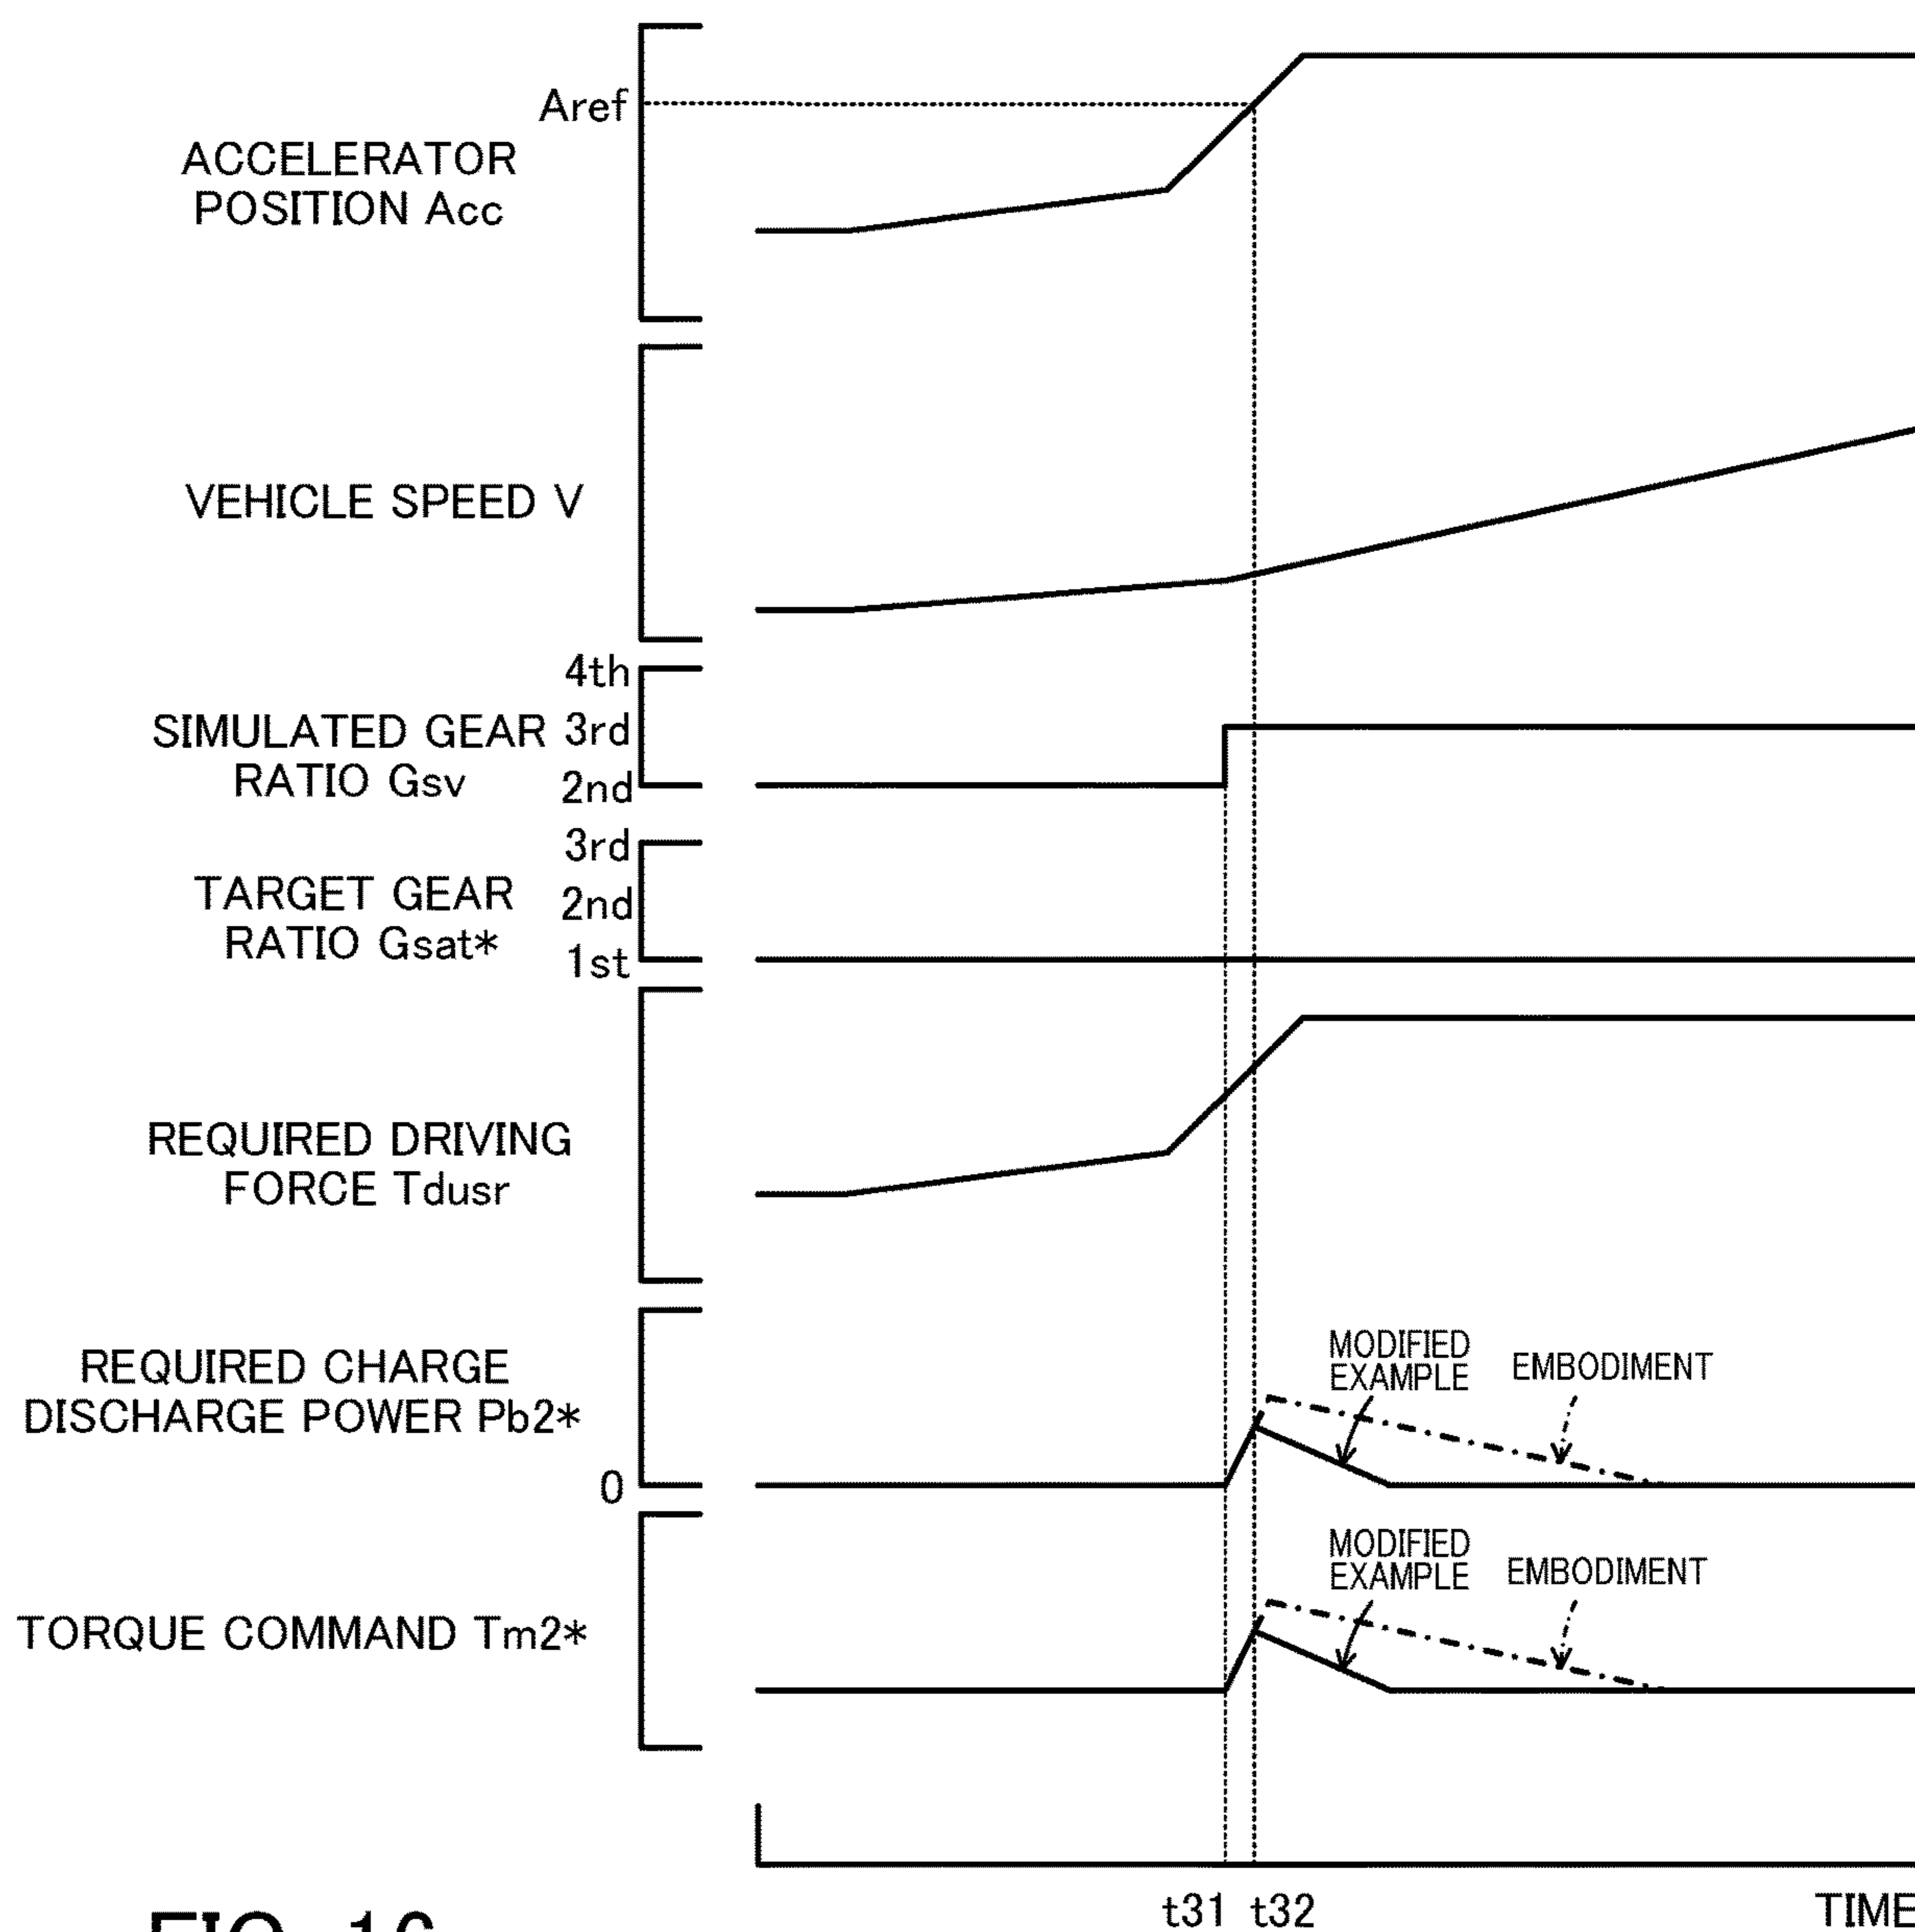 Aref
ACCELERATOR
POSITION Acc
VEHICLE SPEED V
4th
SIMULATED GEAR
RATIO Gsv
3rd
2nd
3rd
TARGET GEAR
RATIO Gsat*
2nd
1st
REQUIRED DRIVING
FORCE Tdusr
REQUIRED CHARGE
DISCHARGE POWER Pb2*
0
MODIFIED
EXAMPLE
EMBODIMENT
TORQUE COMMAND Tm2*
MODIFIED
EXAMPLE
EMBODIMENT
t31 t32
TIME